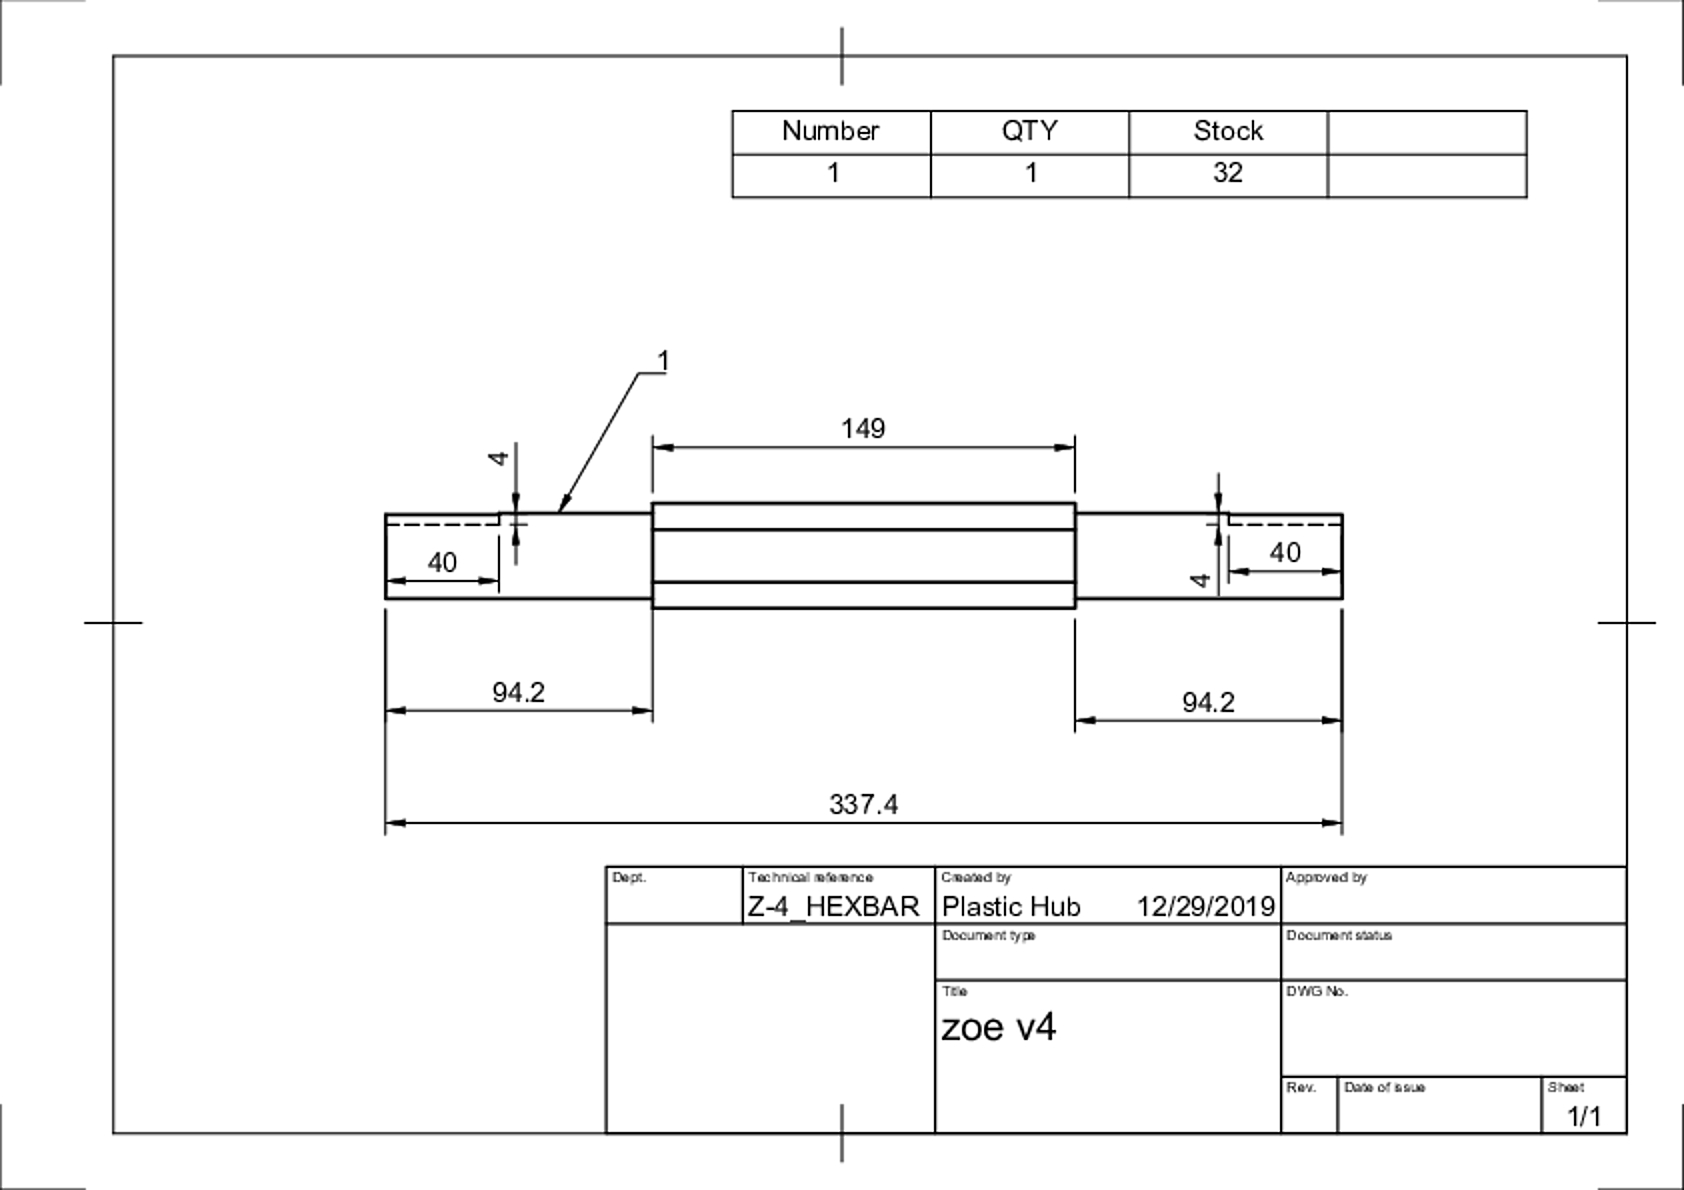 Number QTY Stock
1 1 32
1
149
4
40
4
40
94.2
94.2
337.4
Dept.
Technical reference
Z-4_HEXBAR
Created by
Plastic Hub 12/29/2019
Approved by
Document type
Document status
Title
zoe v4
DWG No.
Rev.
Date of issue
Sheet
1/1